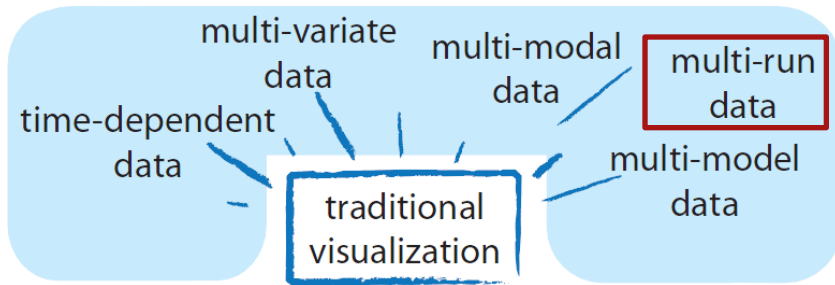 multi-variate
data
multi-modal
data
multi-run
data
time-dependent
data
multi-model
data
traditional
visualization